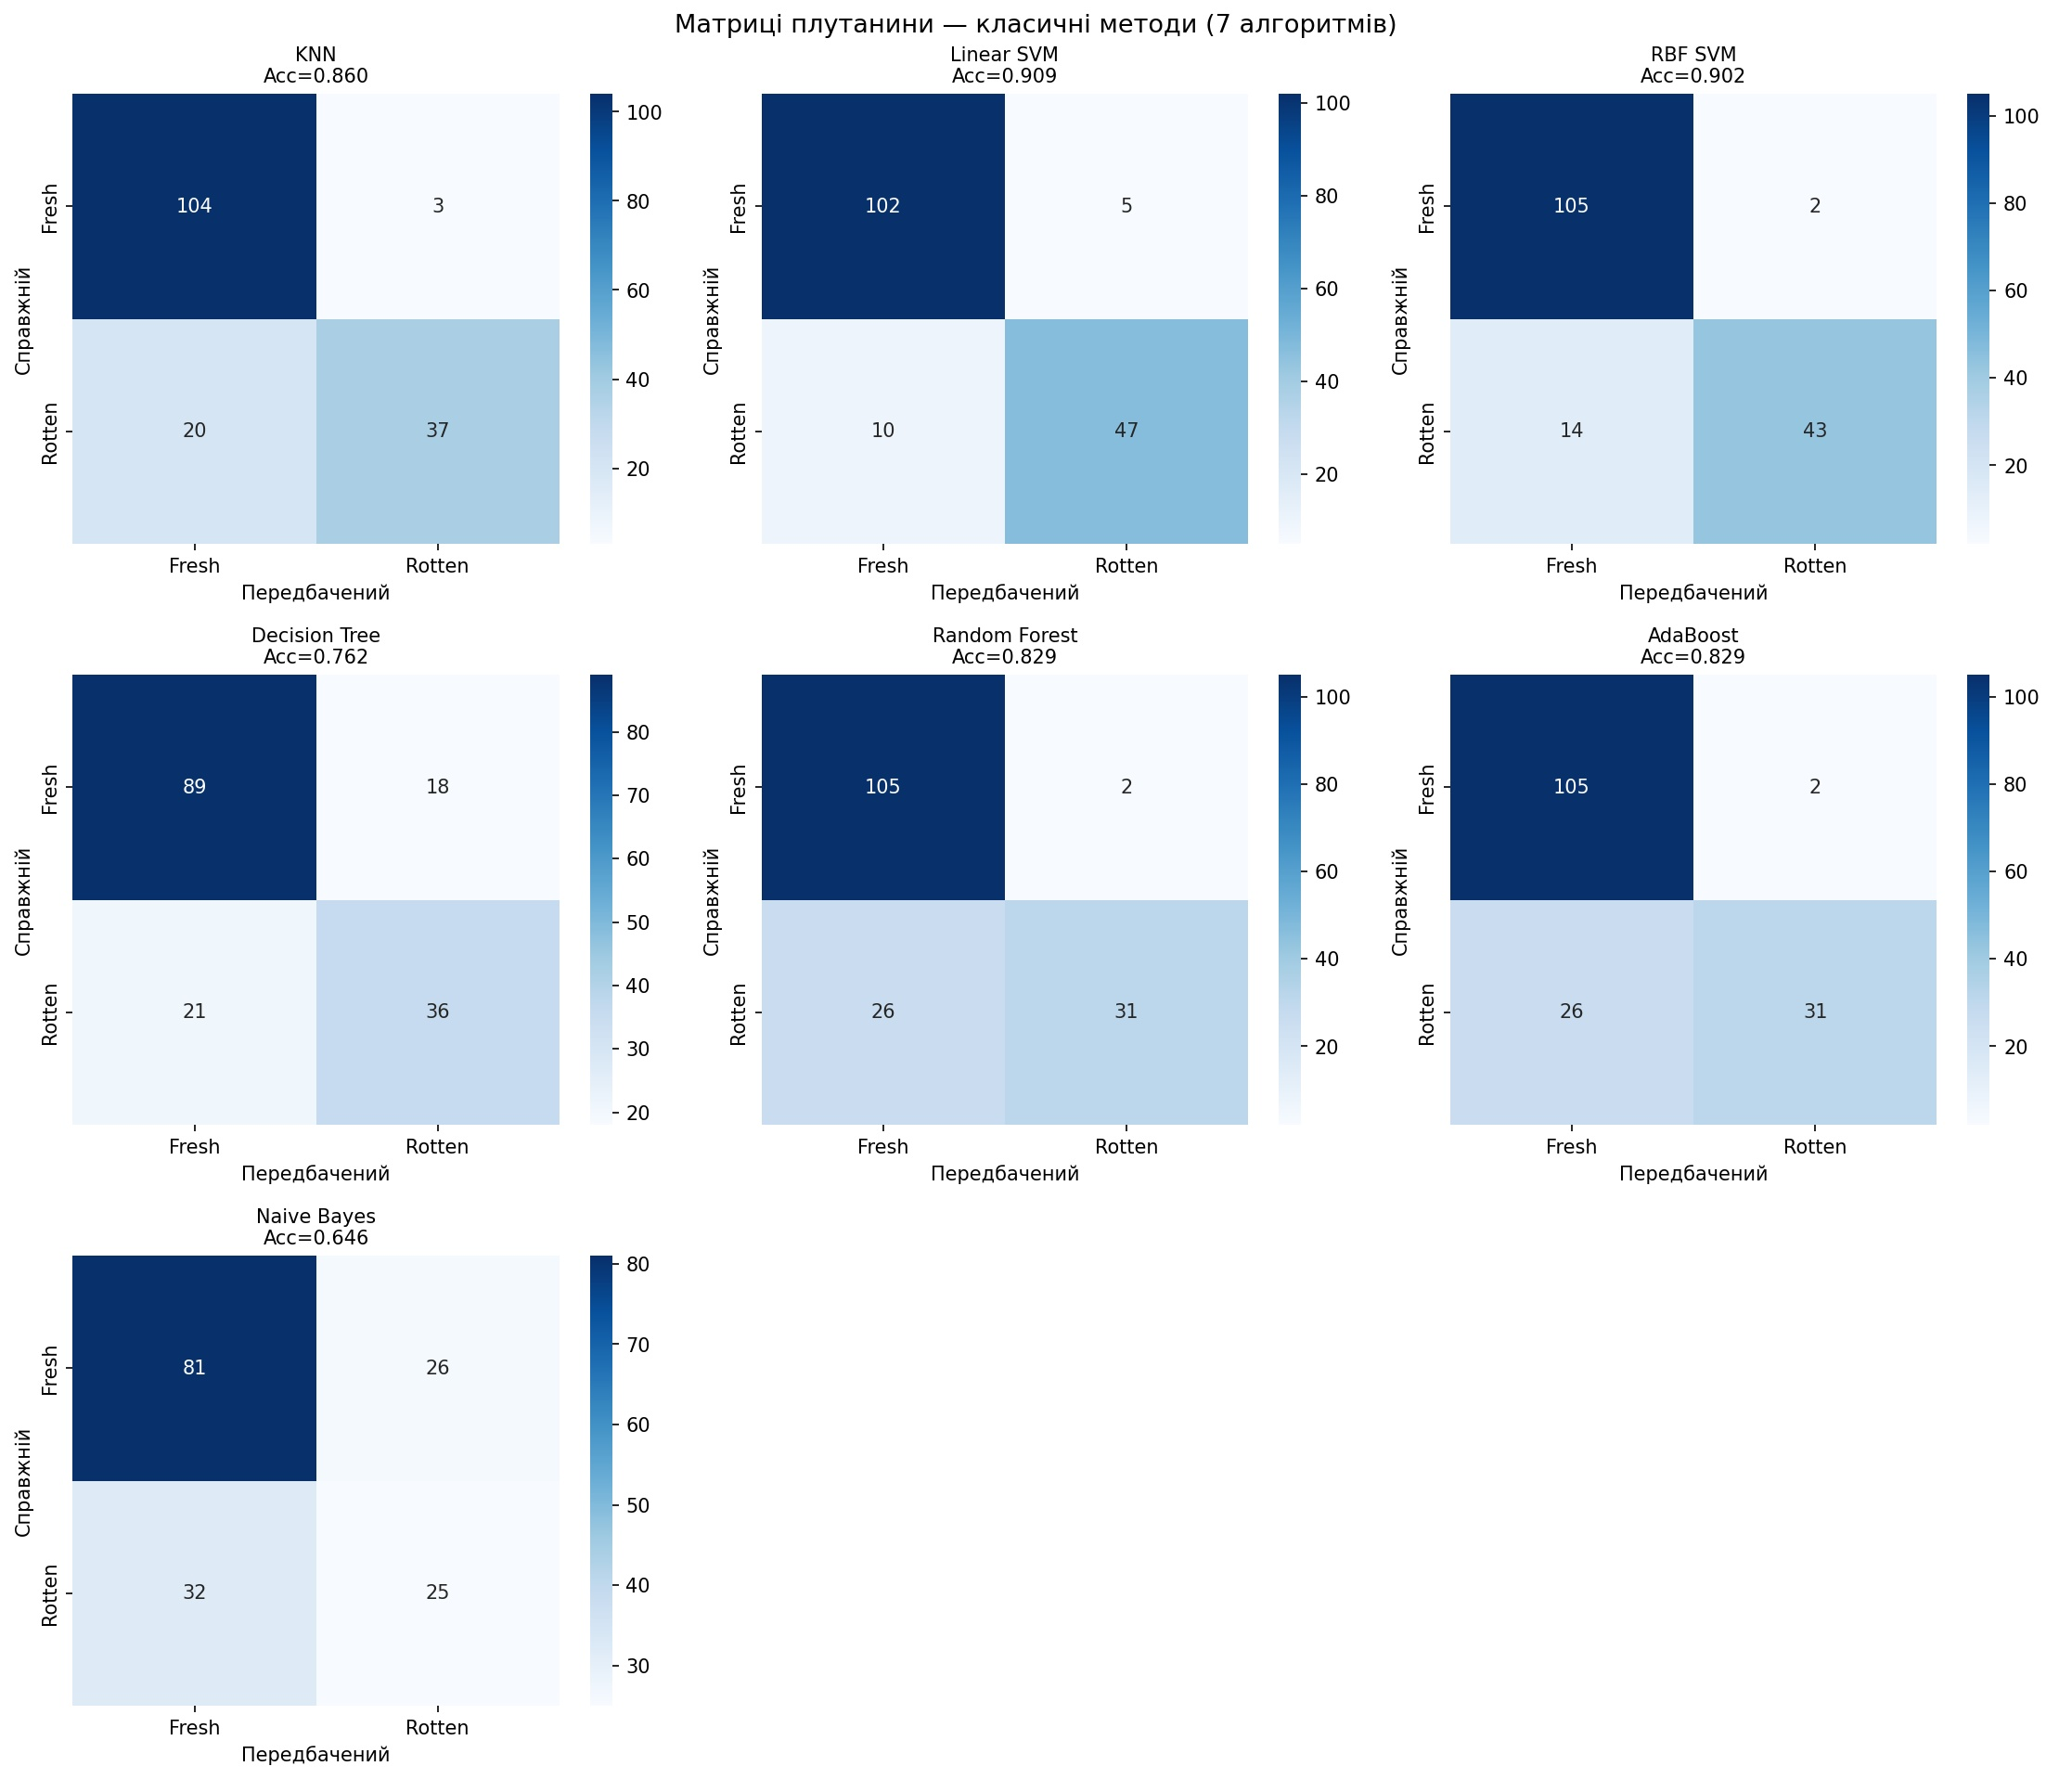 Матриці плутанини — класичні методи (7 алгоритмів)
KNN
Acc=0.860
Справжній
Fresh
104
3
Rotten
20
37
Fresh
Rotten
Передбачений
100
80
60
40
20
Linear SVM
Acc=0.909
Справжній
Fresh
102
5
Rotten
10
47
Fresh
Rotten
Передбачений
100
80
60
40
20
RBF SVM
Acc=0.902
Справжній
Fresh
105
2
Rotten
14
43
Fresh
Rotten
Передбачений
100
80
60
40
20
Decision Tree
Acc=0.762
Справжній
Fresh
89
18
Rotten
21
36
Fresh
Rotten
Передбачений
80
70
60
50
40
30
20
Random Forest
Acc=0.829
Справжній
Fresh
105
2
Rotten
26
31
Fresh
Rotten
Передбачений
100
80
60
40
20
AdaBoost
Acc=0.829
Справжній
Fresh
105
2
Rotten
26
31
Fresh
Rotten
Передбачений
100
80
60
40
20
Naive Bayes
Acc=0.646
Справжній
Fresh
81
26
Rotten
32
25
Fresh
Rotten
Передбачений
80
70
60
50
40
30